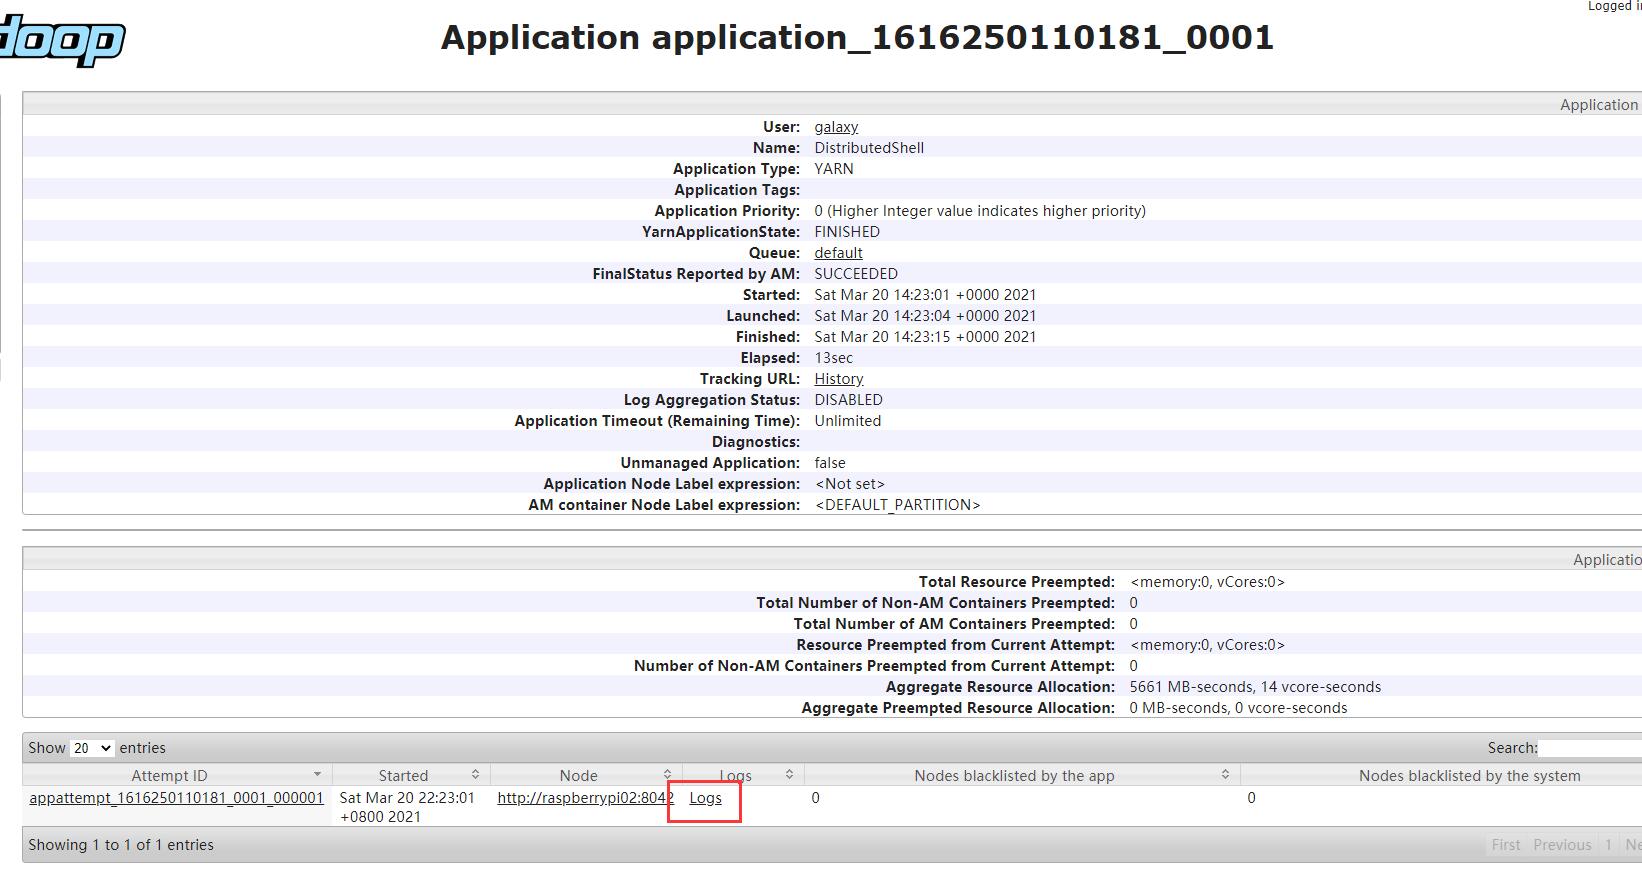 Logged in
doop
Application application_1616250110181_0001
Application
User: galaxy
Name: DistributedShell
Application Type: YARN
Application Tags:
Application Priority: 0 (Higher Integer value indicates higher priority)
YarnApplicationState: FINISHED
Queue: default
FinalStatus Reported by AM: SUCCEEDED
Started: Sat Mar 20 14:23:01 +0000 2021
Launched: Sat Mar 20 14:23:04 +0000 2021
Finished: Sat Mar 20 14:23:15 +0000 2021
Elapsed: 13sec
Tracking URL: History
Log Aggregation Status: DISABLED
Application Timeout (Remaining Time): Unlimited
Diagnostics:
Unmanaged Application: false
Application Node Label expression: <Not set>
AM container Node Label expression: <DEFAULT_PARTITION>
Applicatio
Total Resource Preempted: <memory:0, vCores:0>
Total Number of Non-AM Containers Preempted: 0
Total Number of AM Containers Preempted: 0
Resource Preempted from Current Attempt: <memory:0, vCores:0>
Number of Non-AM Containers Preempted from Current Attempt: 0
Aggregate Resource Allocation: 5661 MB-seconds, 14 vcore-seconds
Aggregate Preempted Resource Allocation: 0 MB-seconds, 0 vcore-seconds
Show 20 entries Search:
Attempt ID Started Node Logs Nodes blacklisted by the app Nodes blacklisted by the system
appattempt_1616250110181_0001_000001 Sat Mar 20 22:23:01 http://raspberrypi02:8042 Logs 0 0
+0800 2021
Showing 1 to 1 of 1 entries First Previous 1 Ne